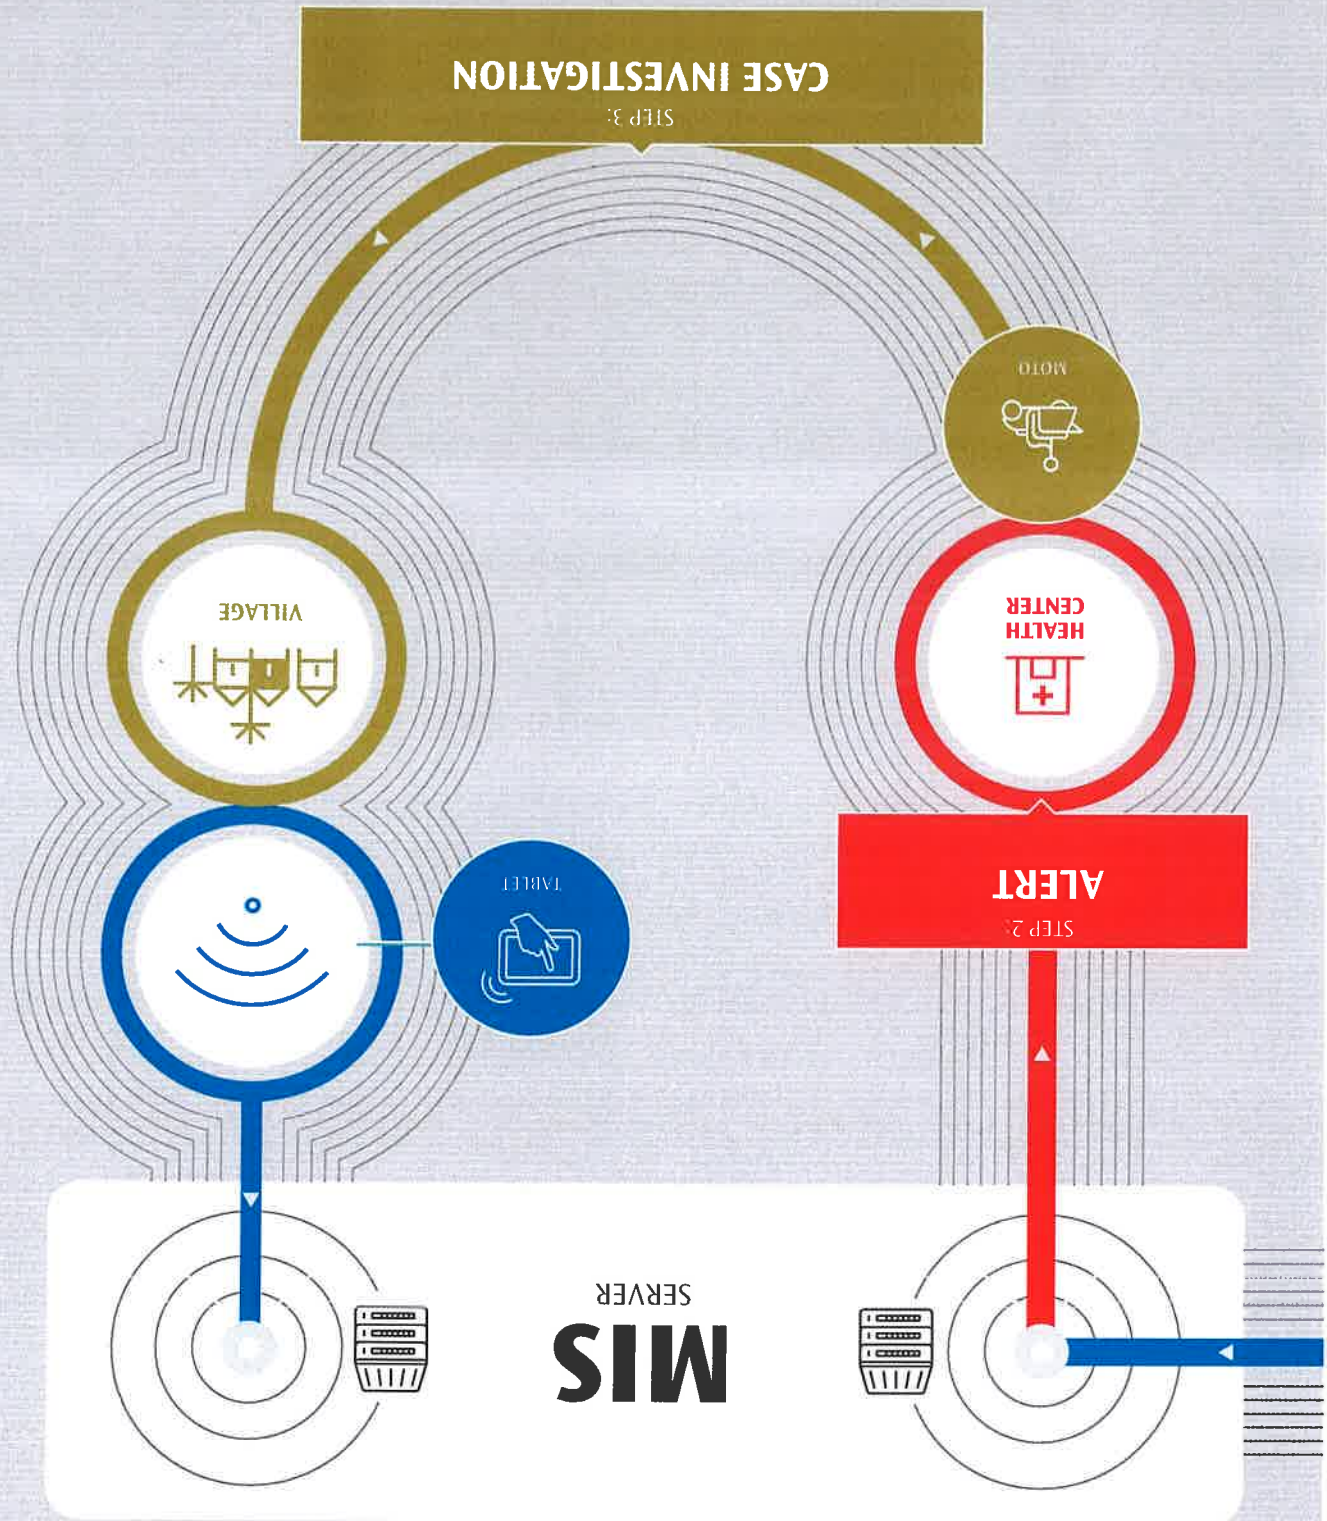 MIS
SERVER
STEP 2:
ALERT
TABLET
HEALTH
CENTER
VILLAGE
MOTO
STEP 3:
CASE INVESTIGATION